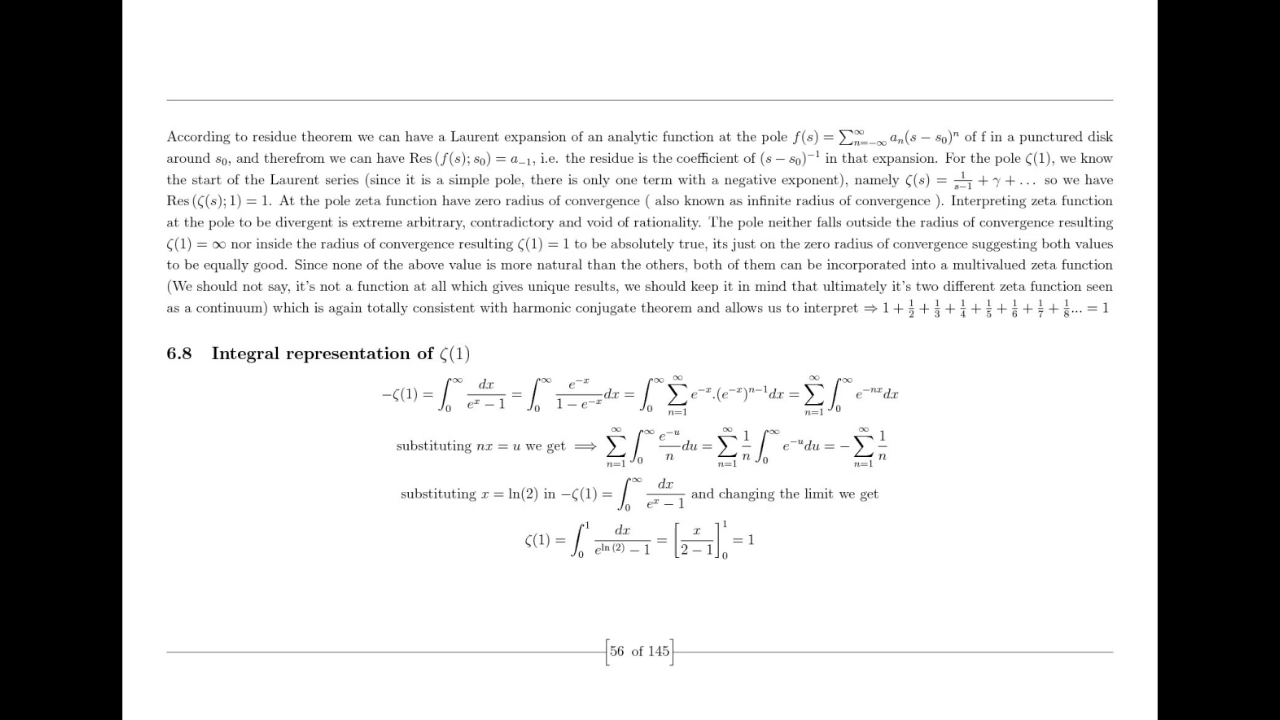 According to residue theorem we can have a Laurent expansion of an analytic function at the pole f(s) = ∑_{n=−∞}^{∞} a_n(s − s_0)^n of f in a punctured disk
around s_0, and therefrom we can have Res (f(s); s_0) = a_{−1}, i.e. the residue is the coefficient of (s − s_0)^{−1} in that expansion. For the pole ζ(1), we know
the start of the Laurent series (since it is a simple pole, there is only one term with a negative exponent), namely ζ(s) = 1/(s−1) + γ + . . . so we have
Res (ζ(s); 1) = 1. At the pole zeta function have zero radius of convergence ( also known as infinite radius of convergence ). Interpreting zeta function
at the pole to be divergent is extreme arbitrary, contradictory and void of rationality. The pole neither falls outside the radius of convergence resulting
ζ(1) = ∞ nor inside the radius of convergence resulting ζ(1) = 1 to be absolutely true, its just on the zero radius of convergence suggesting both values
to be equally good. Since none of the above value is more natural than the others, both of them can be incorporated into a multivalued zeta function
(We should not say, it's not a function at all which gives unique results, we should keep it in mind that ultimately it's two different zeta function seen
as a continuum) which is again totally consistent with harmonic conjugate theorem and allows us to interpret ⇒ 1 + 1/2 + 1/3 + 1/4 + 1/5 + 1/6 + 1/7 + 1/8... = 1
6.8 Integral representation of ζ(1)
−ζ(1) = ∫_0^∞ dx/(e^x − 1) = ∫_0^∞ e^{−x}/(1 − e^{−x}) dx = ∫_0^∞ ∑_{n=1}^∞ e^{−x}.(e^{−x})^{n−1} dx = ∑_{n=1}^∞ ∫_0^∞ e^{−nx} dx
substituting nx = u we get ⟹ ∑_{n=1}^∞ ∫_0^∞ e^{−u}/n du = ∑_{n=1}^∞ 1/n ∫_0^∞ e^{−u} du = − ∑_{n=1}^∞ 1/n
substituting x = ln(2) in −ζ(1) = ∫_0^∞ dx/(e^x − 1) and changing the limit we get
ζ(1) = ∫_0^1 dx/(e^{ln (2)} − 1) = [x/(2 − 1)]_0^1 = 1
[56 of 145]